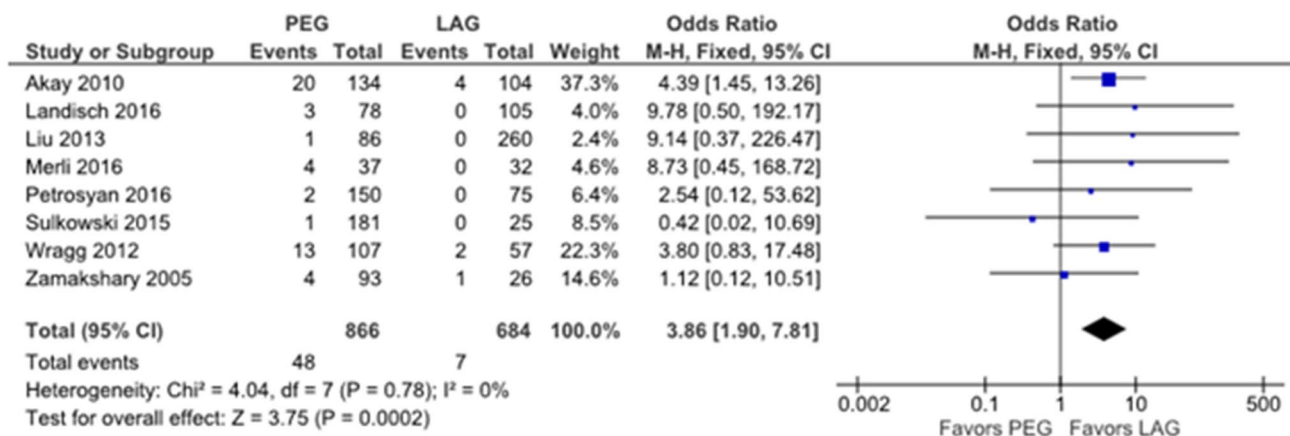 PEG LAG Odds Ratio Odds Ratio
Study or Subgroup Events Total Events Total Weight M-H, Fixed, 95% CI M-H, Fixed, 95% CI
Akay 2010 20 134 4 104 37.3% 4.39 [1.45, 13.26]
Landisch 2016 3 78 0 105 4.0% 9.78 [0.50, 192.17]
Liu 2013 1 86 0 260 2.4% 9.14 [0.37, 226.47]
Merli 2016 4 37 0 32 4.6% 8.73 [0.45, 168.72]
Petrosyan 2016 2 150 0 75 6.4% 2.54 [0.12, 53.62]
Sulkowski 2015 1 181 0 25 8.5% 0.42 [0.02, 10.69]
Wragg 2012 13 107 2 57 22.3% 3.80 [0.83, 17.48]
Zamakshary 2005 4 93 1 26 14.6% 1.12 [0.12, 10.51]
Total (95% CI) 866 684 100.0% 3.86 [1.90, 7.81]
Total events 48 7
Heterogeneity: Chi² = 4.04, df = 7 (P = 0.78); I² = 0%
Test for overall effect: Z = 3.75 (P = 0.0002)
0.002 0.1 1 10 500
Favors PEG Favors LAG